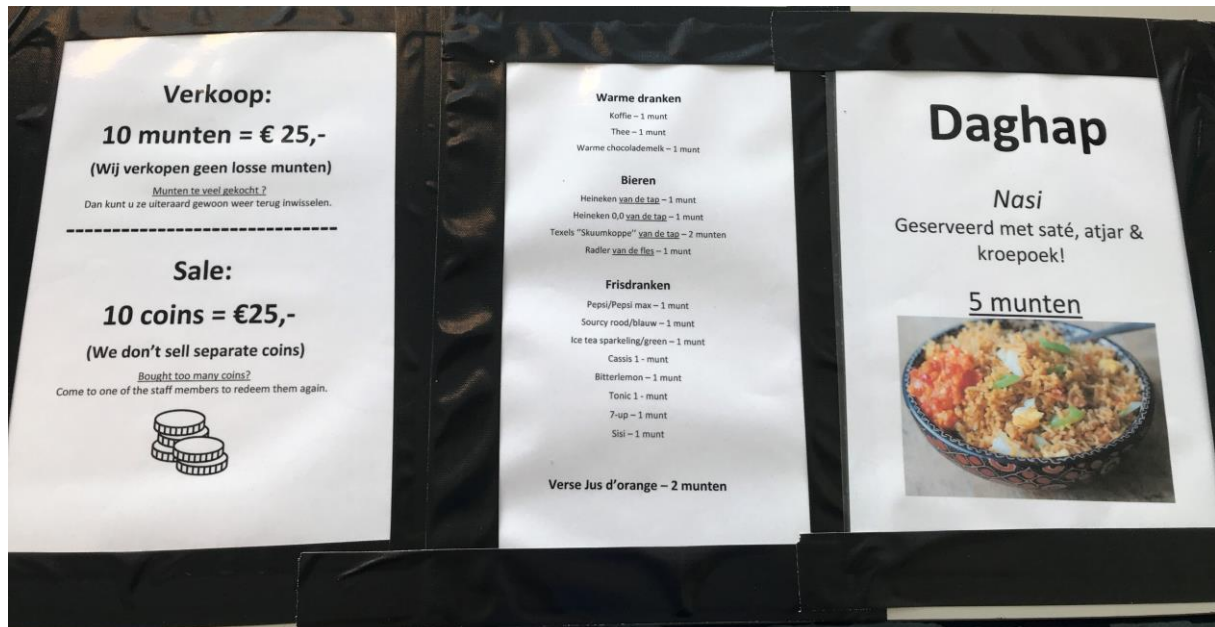 Verkoop:
10 munten = € 25,-
(Wij verkopen geen losse munten)
Munten te veel gekocht ?
Dan kunt u ze uiteraard gewoon weer terug inwisselen.
------------------------------
Sale:
10 coins = €25,-
(We don't sell separate coins)
Bought too many coins?
Come to one of the staff members to redeem them again.
Warme dranken
Koffie – 1 munt
Thee – 1 munt
Warme chocolademelk – 1 munt
Bieren
Heineken van de tap – 1 munt
Heineken 0,0 van de tap – 1 munt
Texels "Skuumkoppe" van de tap – 2 munten
Radler van de fles – 1 munt
Frisdranken
Pepsi/Pepsi max – 1 munt
Sourcy rood/blauw – 1 munt
Ice tea sparkeling/green – 1 munt
Cassis 1 - munt
Bitterlemon – 1 munt
Tonic 1 - munt
7-up – 1 munt
Sisi – 1 munt
Verse Jus d'orange – 2 munten
Daghap
Nasi
Geserveerd met saté, atjar &
kroepoek!
5 munten